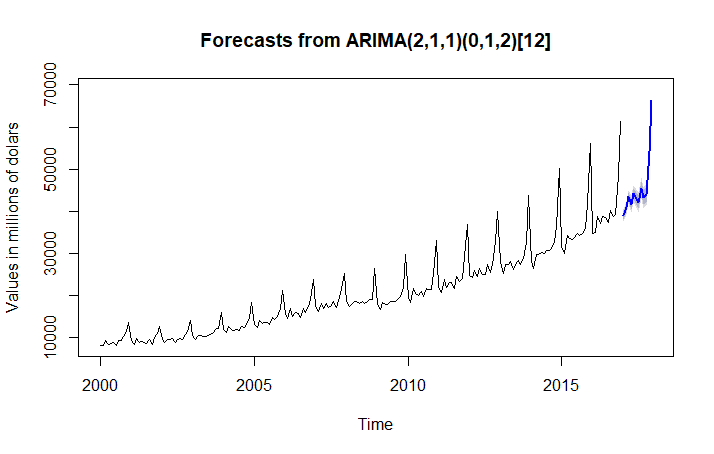 Forecasts from ARIMA(2,1,1)(0,1,2)[12]
Values in millions of dolars
70000
50000
30000
10000
2000 2005 2010 2015
Time